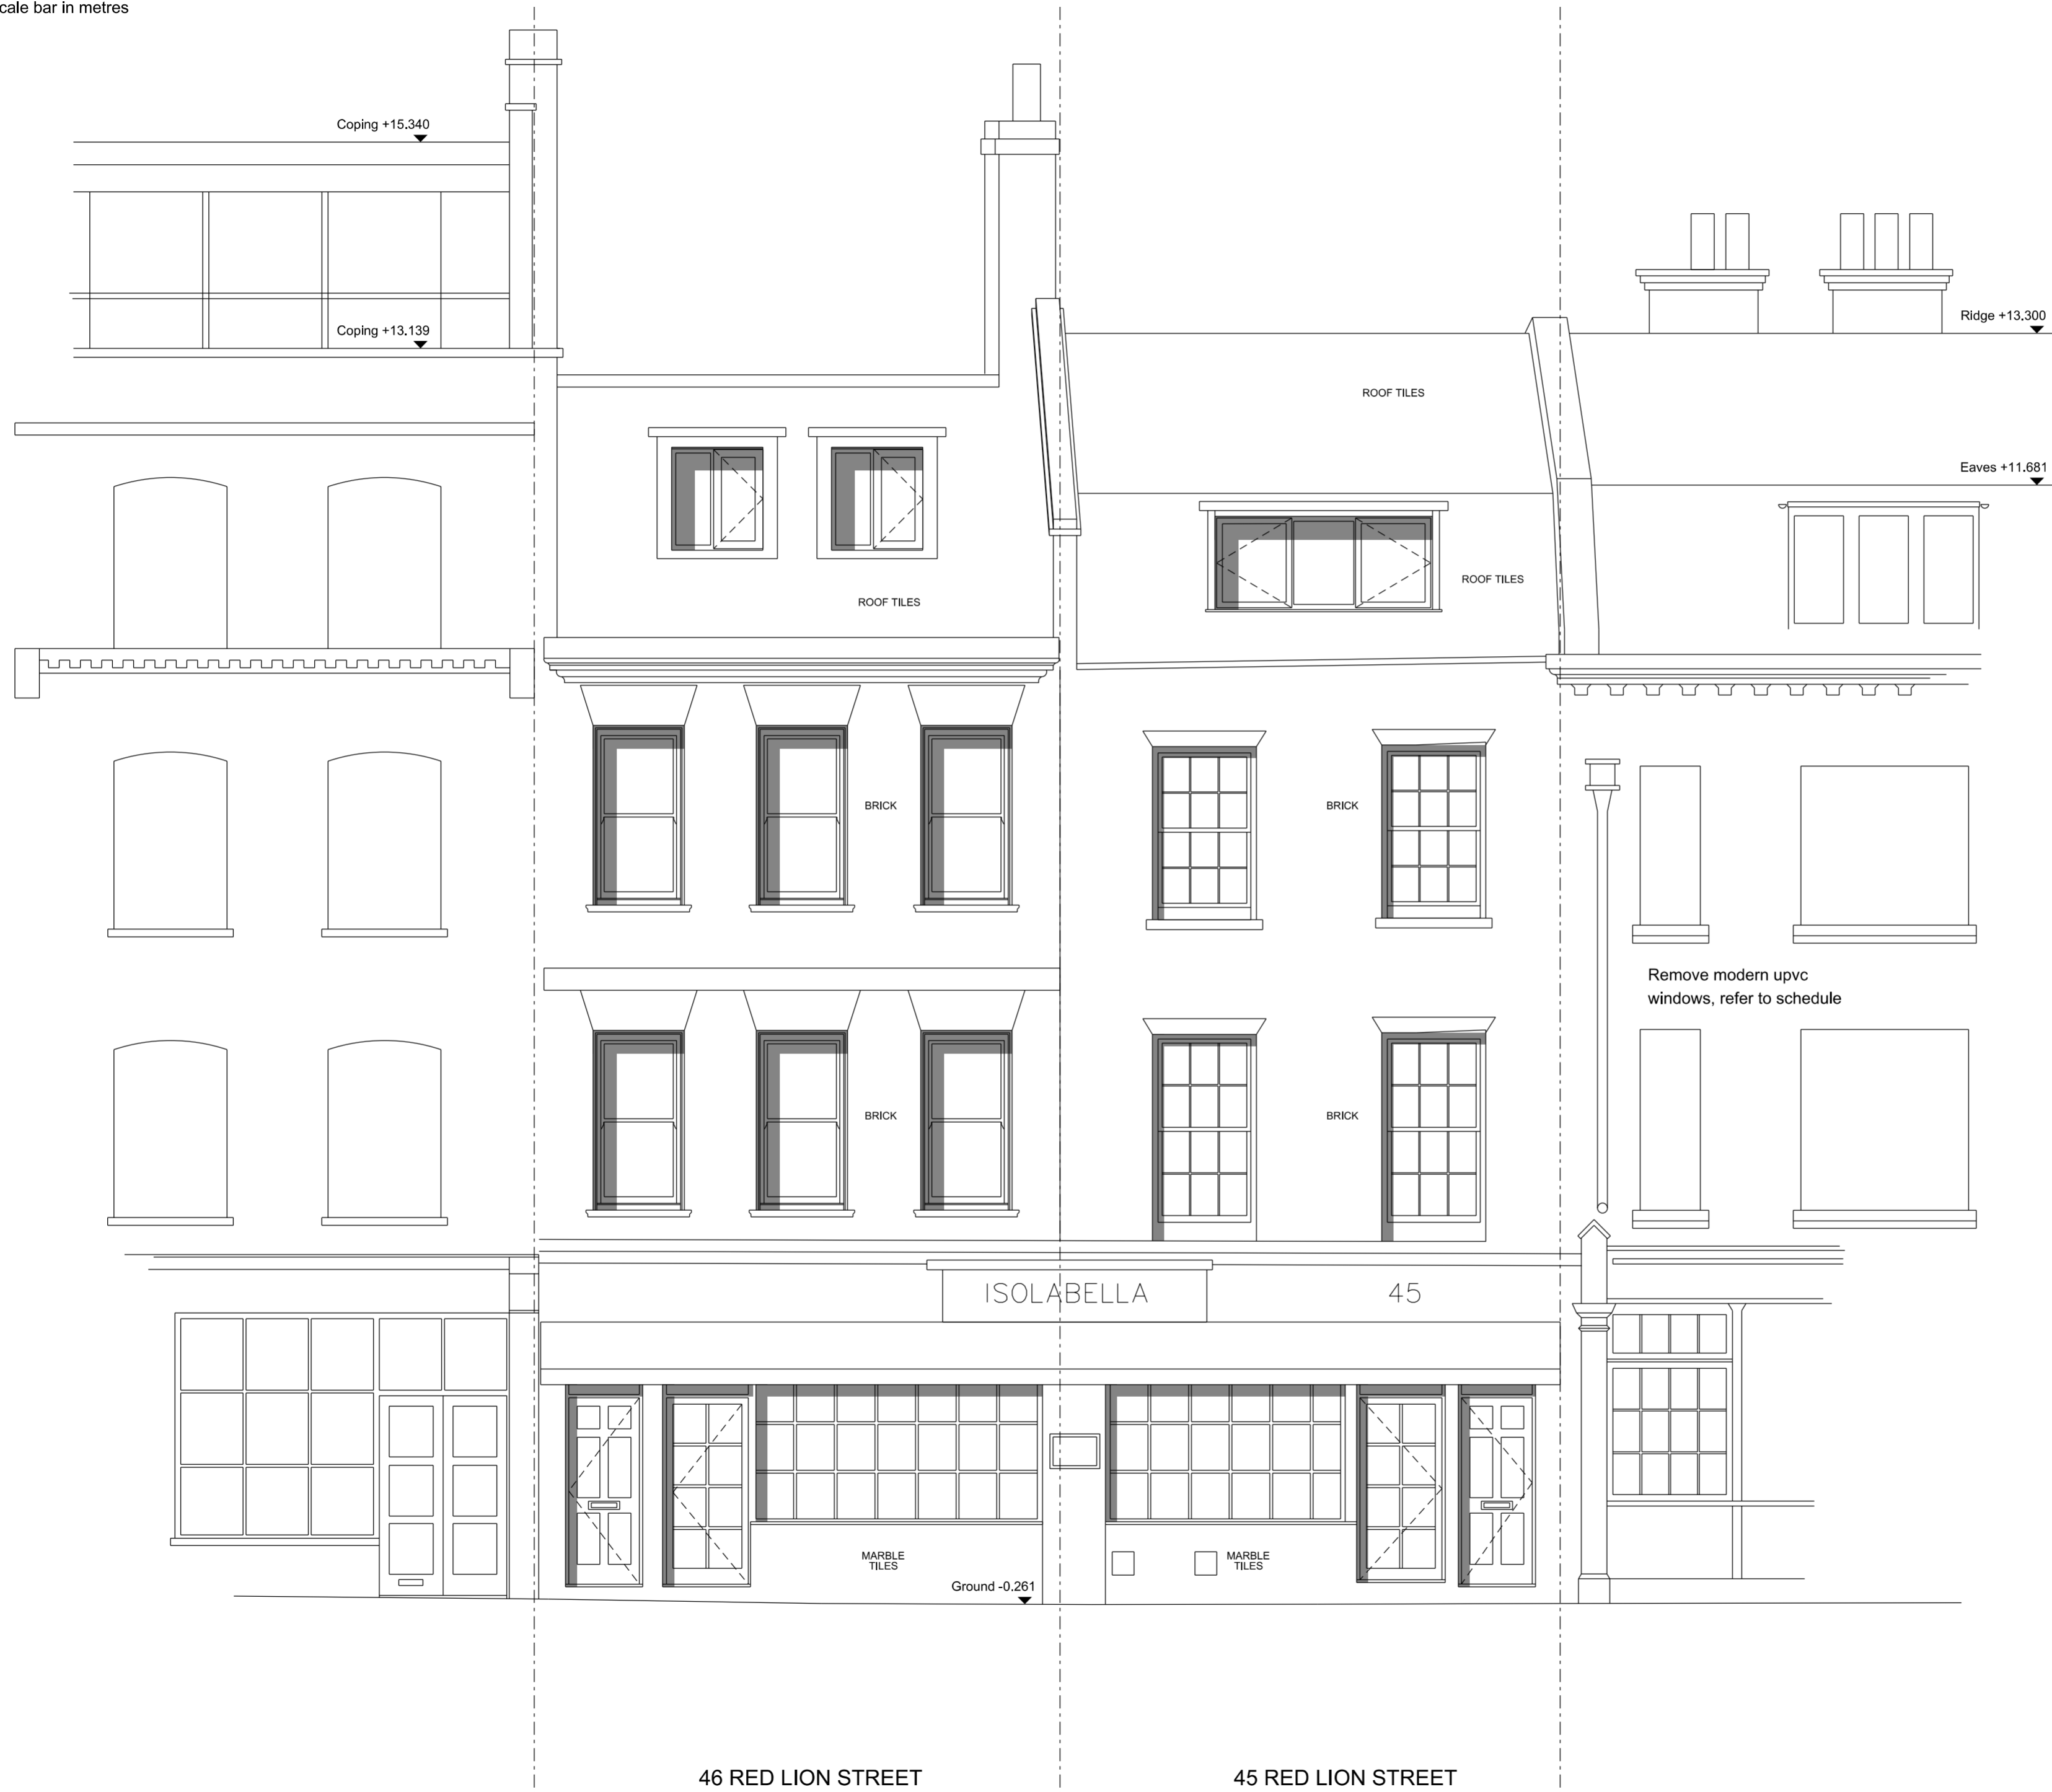 cale bar in metres
Coping +15.340
Coping +13.139
Ridge +13.300
ROOF TILES
Eaves +11.681
ROOF TILES
ROOF TILES
BRICK
BRICK
Remove modern upvc
windows, refer to schedule
BRICK
BRICK
ISOLABELLA
45
MARBLE
TILES
MARBLE
TILES
Ground -0.261
46 RED LION STREET
45 RED LION STREET